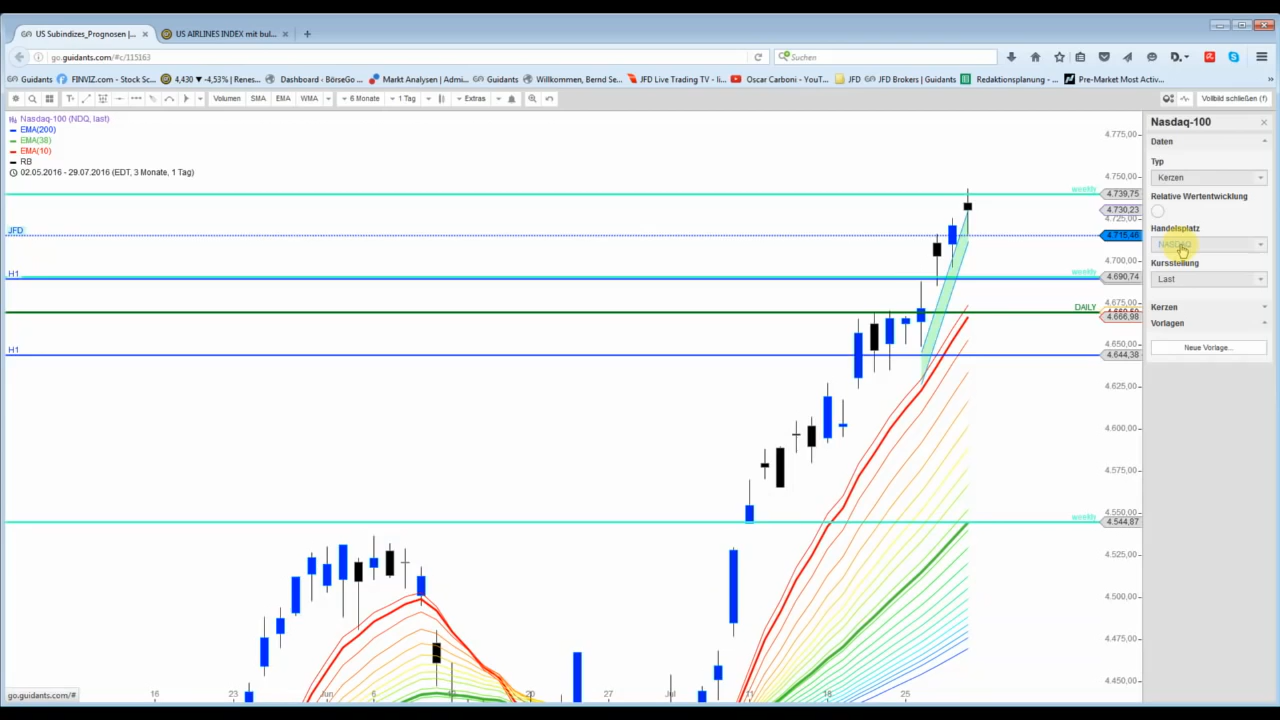 US Subindizes_Prognosen |...
US AIRLINES INDEX mit bul...
go.guidants.com/#c/115163
Suchen
Guidants
FINVIZ.com - Stock Sc...
4,430 ▼ -4,53% | Renes...
Dashboard ‹ BörseGo ...
Markt Analysen | Admi...
Guidants
Willkommen, Bernd Se...
JFD Live Trading TV - li...
Oscar Carboni - YouT...
JFD
JFD Brokers | Guidants
Redaktionsplanung - ...
Pre-Market Most Activ...
Volumen
SMA
EMA
WMA
6 Monate
1 Tag
Extras
Vollbild schließen (f)
Nasdaq-100 (NDQ, last)
EMA(200)
EMA(38)
EMA(10)
RB
02.05.2016 - 29.07.2016 (EDT, 3 Monate, 1 Tag)
Nasdaq-100
Daten
Typ
Kerzen
Relative Wertentwicklung
Handelsplatz
NASDAQ
Kursstellung
Last
Kerzen
Vorlagen
Neue Vorlage...
4.775,00
4.750,00
weekly
4.739,75
4.730,23
4.725,00
JFD
4.715,46
4.700,00
H1
weekly
4.690,74
4.675,00
DAILY
4.666,98
H1
4.650,00
4.644,38
4.625,00
4.600,00
4.575,00
4.550,00
weekly
4.544,87
4.525,00
4.500,00
4.475,00
4.450,00
16
23
Jun
6
20
27
Jul
11
18
25
go.guidants.com/#